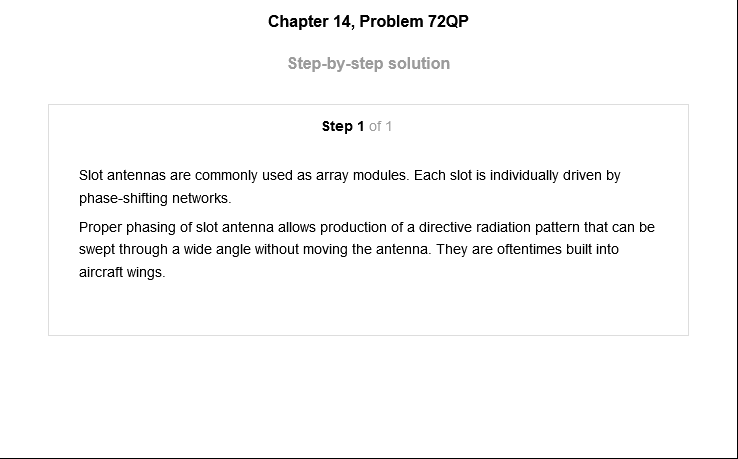 Chapter 14, Problem 72QP
Step-by-step solution
Step 1 of 1
Slot antennas are commonly used as array modules. Each slot is individually driven by
phase-shifting networks.
Proper phasing of slot antenna allows production of a directive radiation pattern that can be
swept through a wide angle without moving the antenna. They are oftentimes built into
aircraft wings.